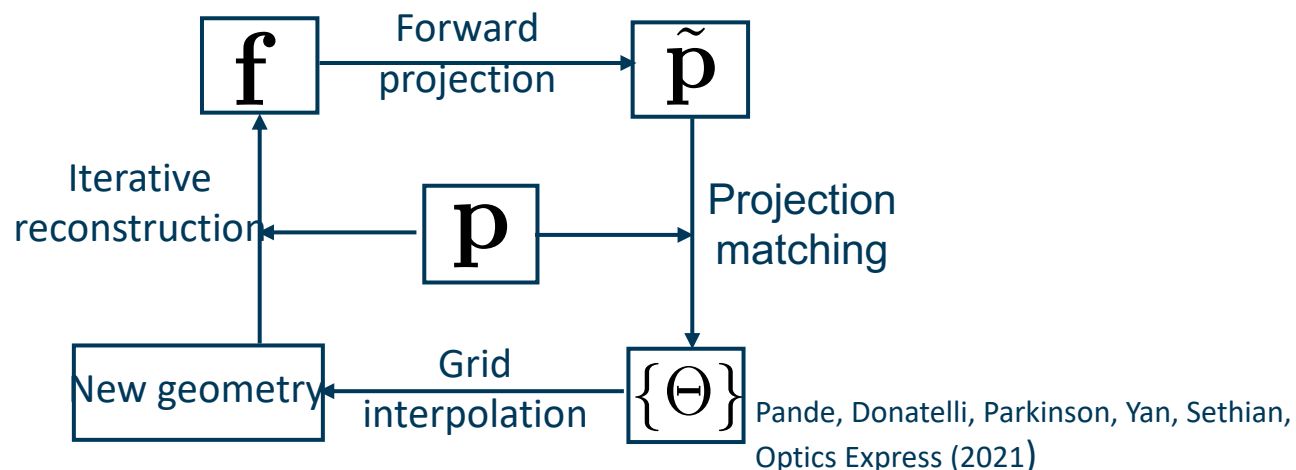 f
Forward
projection
p̃
Iterative
reconstruction
p
Projection
matching
New geometry
Grid
interpolation
{Θ}
Pande, Donatelli, Parkinson, Yan, Sethian,
Optics Express (2021)